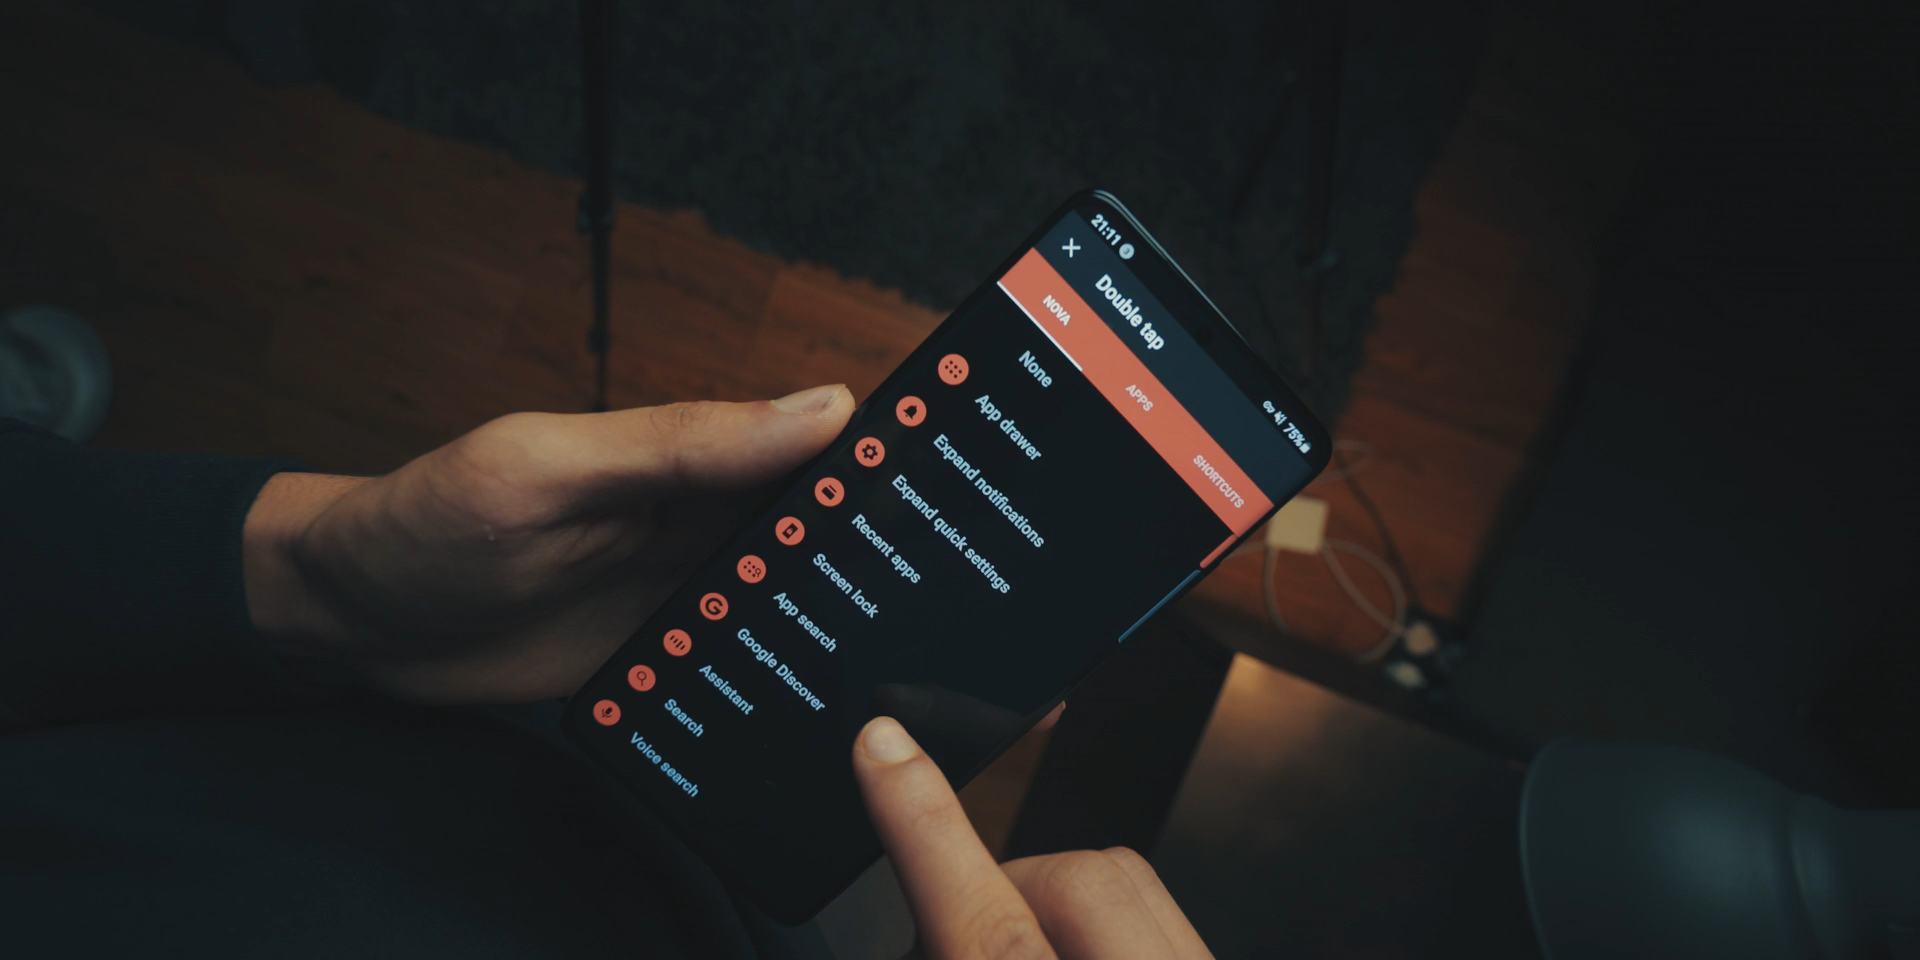 21:11
75%
Double tap
NOVA
APPS
SHORTCUTS
None
App drawer
Expand notifications
Expand quick settings
Recent apps
Screen lock
App search
Google Discover
Assistant
Search
Voice search